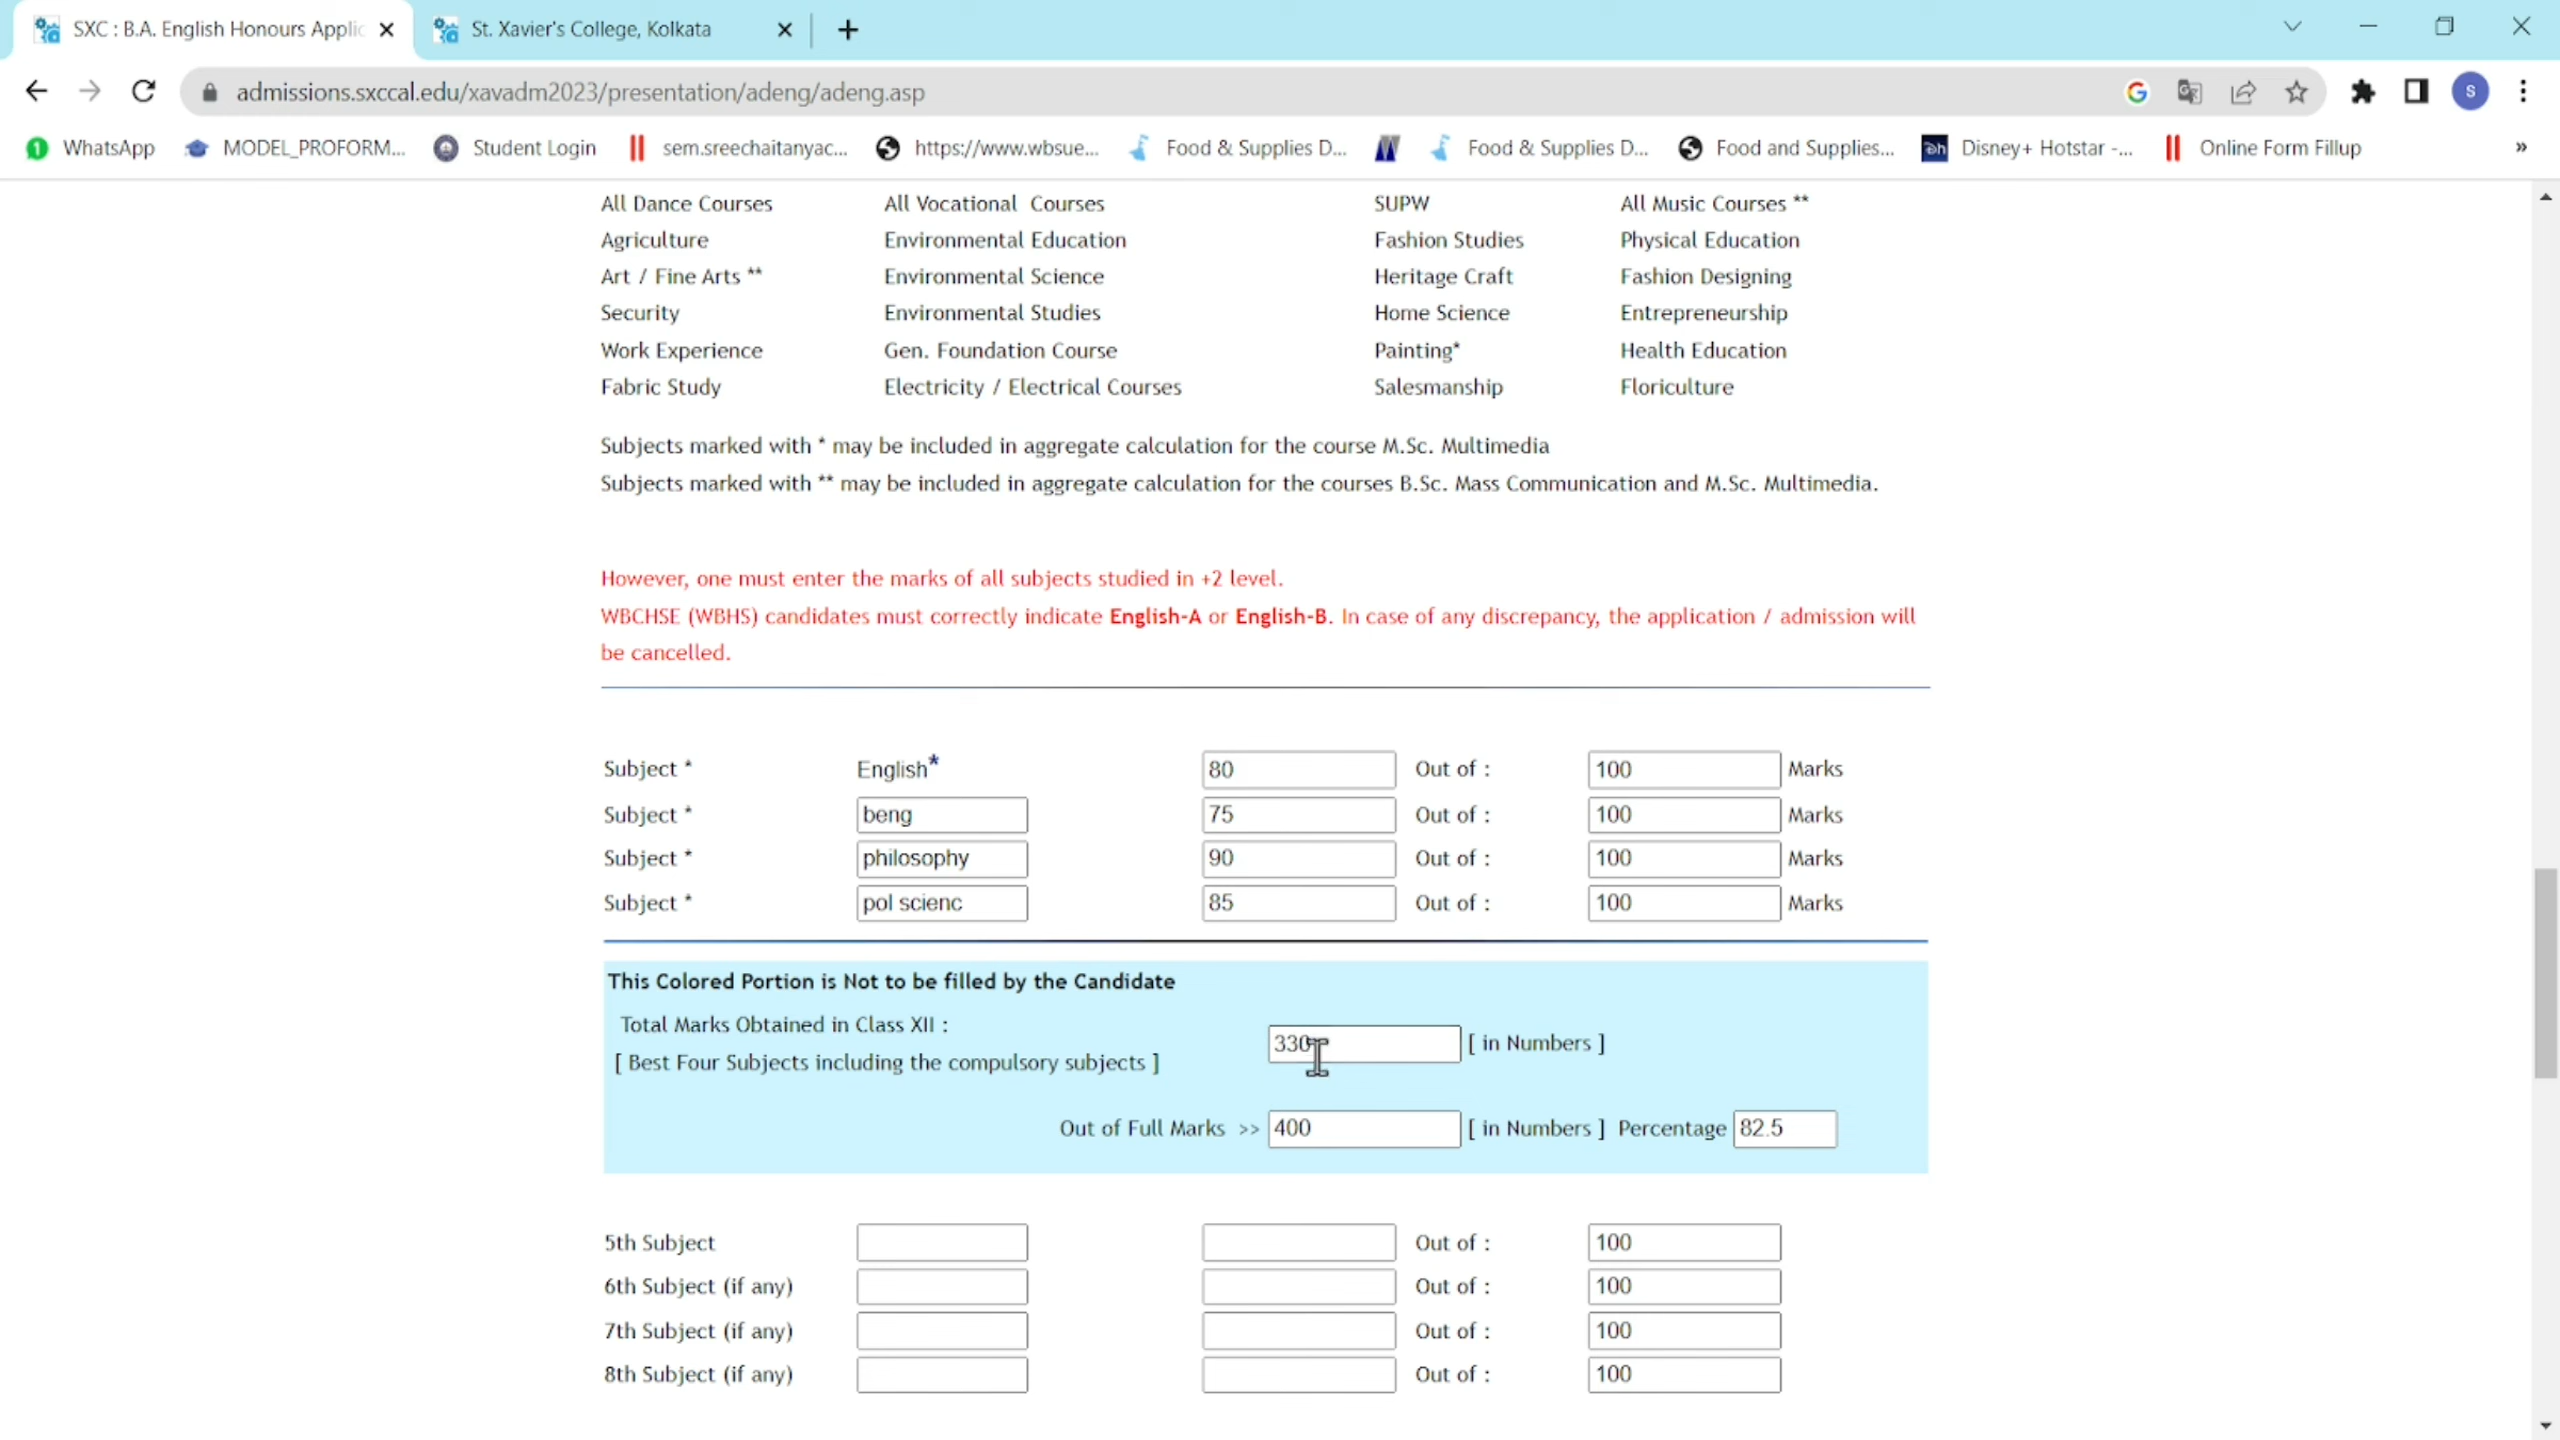 SXC : B.A. English Honours Applic
St. Xavier's College, Kolkata
admissions.sxccal.edu/xavadm2023/presentation/adeng/adeng.asp
S
1 WhatsApp MODEL_PROFORM... Student Login sem.sreechaitanyac... https://www.wbsue... Food & Supplies D... Food & Supplies D... Food and Supplies... Disney+ Hotstar -... Online Form Fillup »
All Dance Courses All Vocational Courses SUPW All Music Courses **
Agriculture Environmental Education Fashion Studies Physical Education
Art / Fine Arts ** Environmental Science Heritage Craft Fashion Designing
Security Environmental Studies Home Science Entrepreneurship
Work Experience Gen. Foundation Course Painting* Health Education
Fabric Study Electricity / Electrical Courses Salesmanship Floriculture
Subjects marked with * may be included in aggregate calculation for the course M.Sc. Multimedia
Subjects marked with ** may be included in aggregate calculation for the courses B.Sc. Mass Communication and M.Sc. Multimedia.
However, one must enter the marks of all subjects studied in +2 level.
WBCHSE (WBHS) candidates must correctly indicate English-A or English-B. In case of any discrepancy, the application / admission will
be cancelled.
Subject * English* 80 Out of : 100 Marks
Subject * beng 75 Out of : 100 Marks
Subject * philosophy 90 Out of : 100 Marks
Subject * pol scienc 85 Out of : 100 Marks
This Colored Portion is Not to be filled by the Candidate
Total Marks Obtained in Class XII :
330 [ in Numbers ]
[ Best Four Subjects including the compulsory subjects ]
Out of Full Marks >> 400 [ in Numbers ] Percentage 82.5
5th Subject Out of : 100
6th Subject (if any) Out of : 100
7th Subject (if any) Out of : 100
8th Subject (if any) Out of : 100